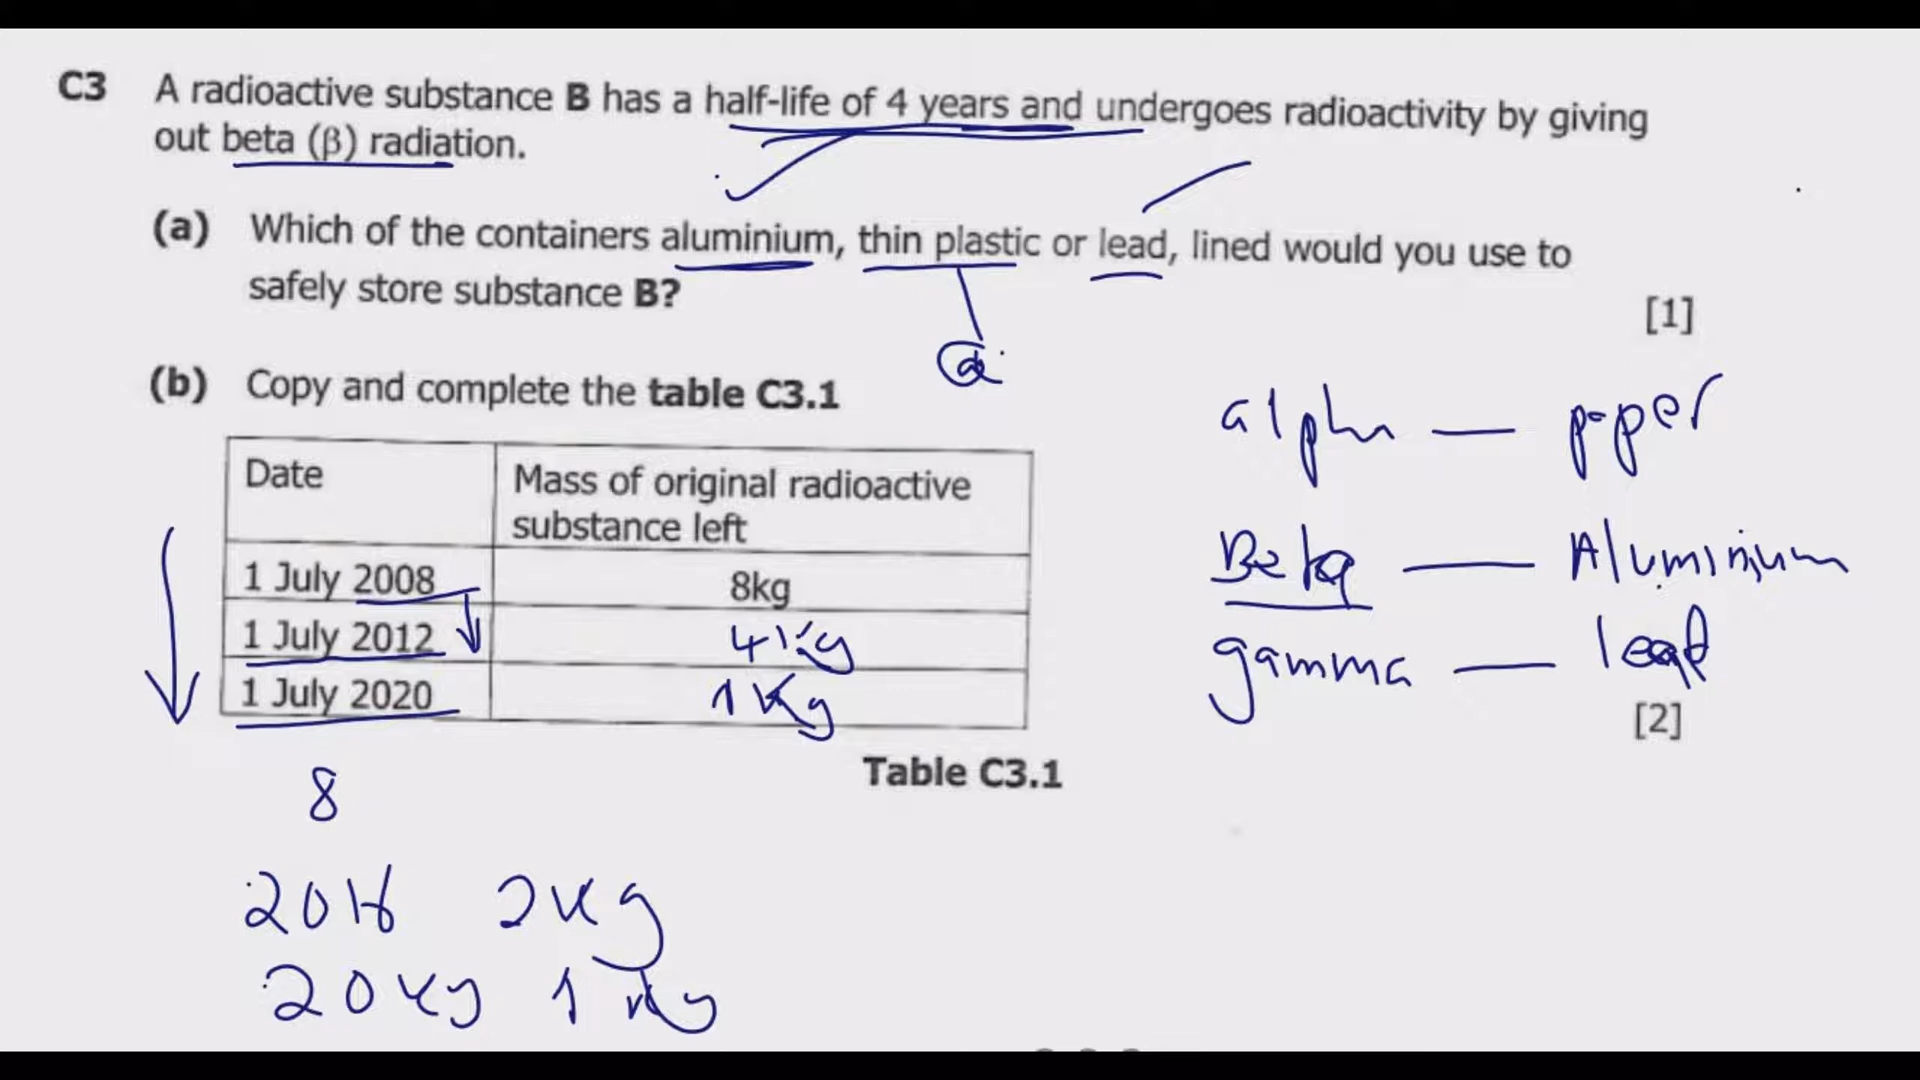 C3 A radioactive substance B has a half-life of 4 years and undergoes radioactivity by giving
out beta (β) radiation.
(a) Which of the containers aluminium, thin plastic or lead, lined would you use to
safely store substance B?
[1]
α
(b) Copy and complete the table C3.1
alpha — paper
Date Mass of original radioactive
substance left
Beta — Aluminium
1 July 2008 8kg
1 July 2012 4Kg
gamma — lead
1 July 2020 1Kg
[2]
Table C3.1
8
2016 2Kg
20Kg 1Kg